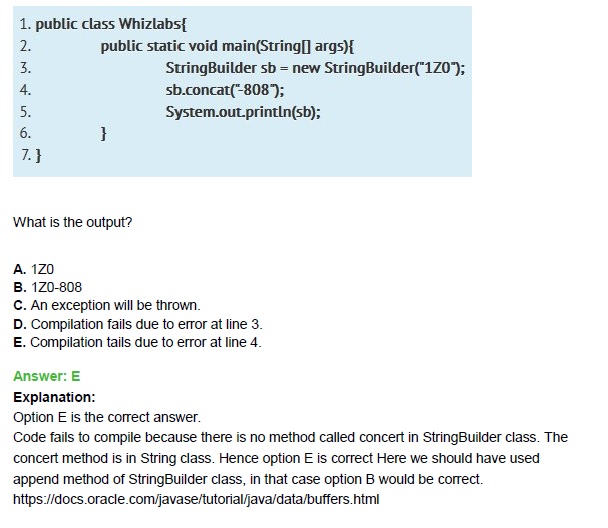 1. public class Whizlabs{
2. public static void main(String[] args){
3. StringBuilder sb = new StringBuilder("1Z0");
4. sb.concat("-808");
5. System.out.println(sb);
6. }
7. }
What is the output?
A. 1Z0
B. 1Z0-808
C. An exception will be thrown.
D. Compilation fails due to error at line 3.
E. Compilation tails due to error at line 4.
Answer: E
Explanation:
Option E is the correct answer.
Code fails to compile because there is no method called concert in StringBuilder class. The
concert method is in String class. Hence option E is correct Here we should have used
append method of StringBuilder class, in that case option B would be correct.
https://docs.oracle.com/javase/tutorial/java/data/buffers.html